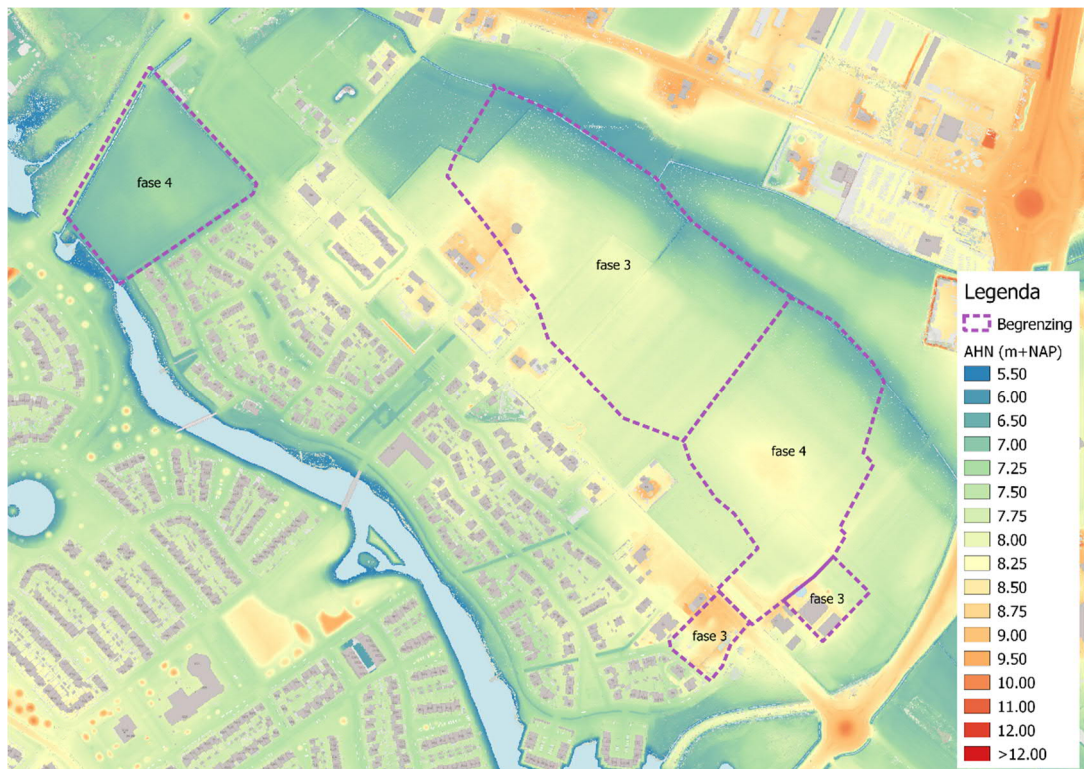 fase 4
fase 3
fase 4
fase 3
fase 3
Legenda
Begrenzing
AHN (m+NAP)
5.50
6.00
6.50
7.00
7.25
7.50
7.75
8.00
8.25
8.50
8.75
9.00
9.50
10.00
11.00
12.00
>12.00